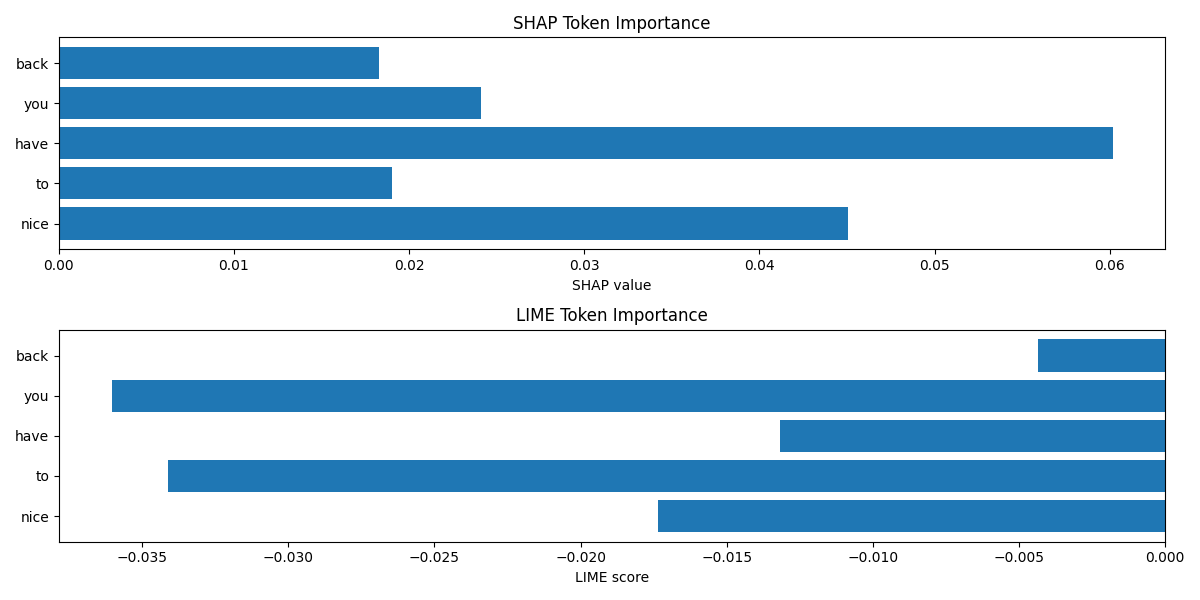 SHAP Token Importance
back
you
have
to
nice
0.00 0.01 0.02 0.03 0.04 0.05 0.06
SHAP value
LIME Token Importance
back
you
have
to
nice
−0.035 −0.030 −0.025 −0.020 −0.015 −0.010 −0.005 0.000
LIME score